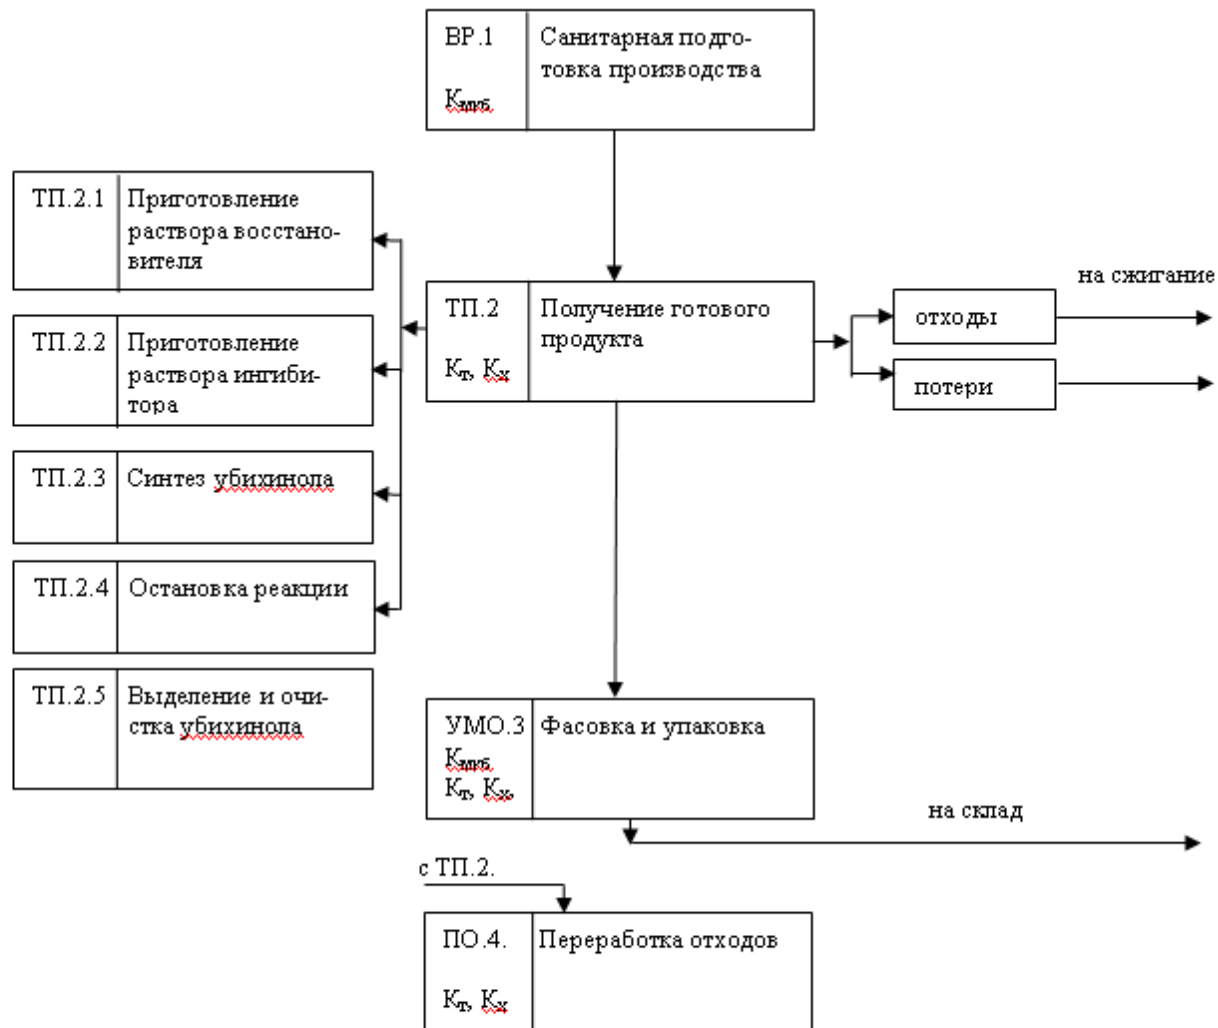 ВР.1
Санитарная подго-
товка производства
Кмкб
ТП.2.1
Приготовление
раствора восстано-
вителя
ТП.2.2
Приготовление
раствора ингиби-
тора
ТП.2.3
Синтез убихинола
ТП.2.4
Остановка реакции
ТП.2.5
Выделение и очи-
стка убихинола
ТП.2
Получение готового
продукта
Кт, Кх
на сжигание
отходы
потери
УМО.3
Фасовка и упаковка
Кмкб
Кт, Кх,
на склад
с ТП.2.
ПО.4.
Переработка отходов
Кт, Кх